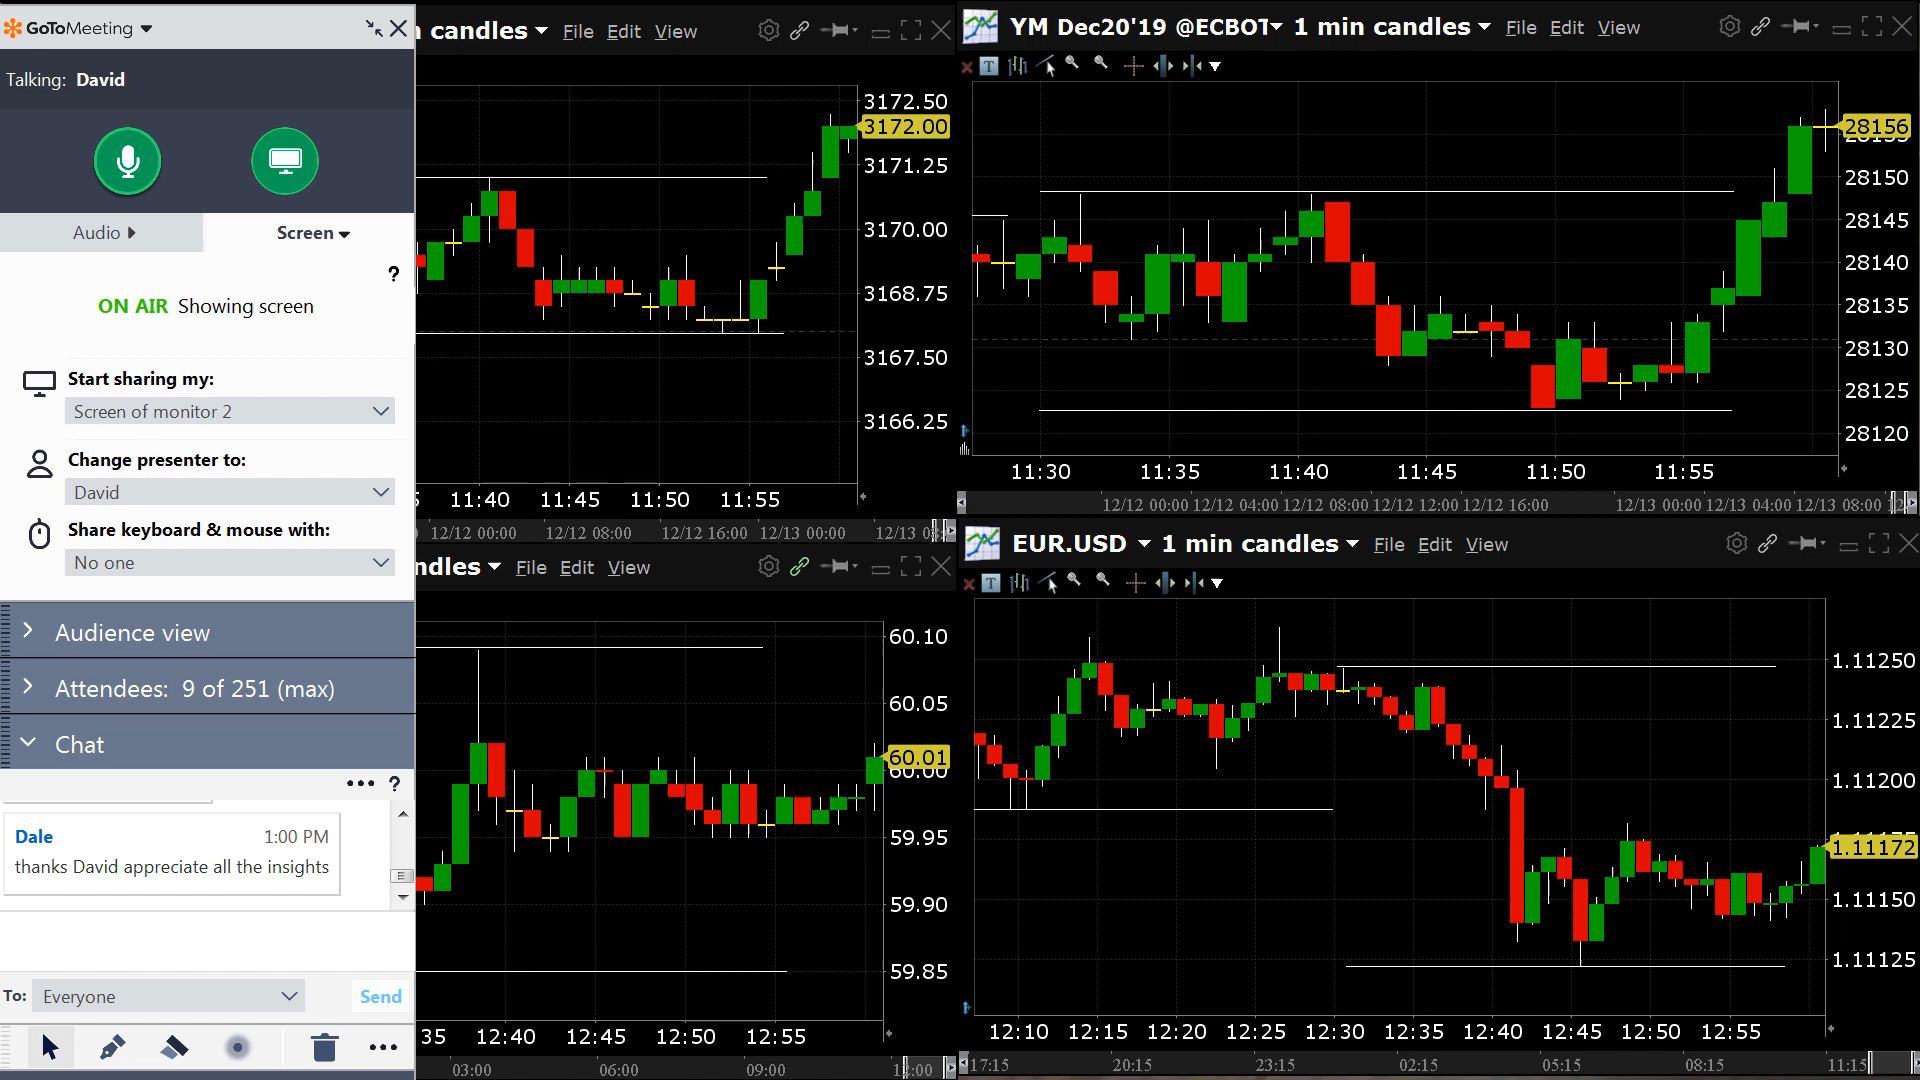 GoToMeeting
Talking: David
Audio
Screen
?
ON AIR Showing screen
Start sharing my:
Screen of monitor 2
Change presenter to:
David
Share keyboard & mouse with:
No one
Audience view
Attendees: 9 of 251 (max)
Chat
?
Dale 1:00 PM
thanks David appreciate all the insights
To: Everyone Send
candles File Edit View
3172.50
3172.00
3171.25
3170.00
3168.75
3167.50
3166.25
11:40 11:45 11:50 11:55
12/12 00:00 12/12 08:00 12/12 16:00 12/13 00:00
YM Dec20'19 @ECBOT 1 min candles File Edit View
T
28156
28150
28145
28140
28135
28130
28125
28120
11:30 11:35 11:40 11:45 11:50 11:55
12/12 00:00 12/12 04:00 12/12 08:00 12/12 12:00 12/12 16:00 12/13 00:00 12/13 04:00 12/13 08:00
ndles File Edit View
60.10
60.05
60.01
60.00
59.95
59.90
59.85
35 12:40 12:45 12:50 12:55
03:00 06:00 09:00 12:00
EUR.USD 1 min candles File Edit View
T
1.11250
1.11225
1.11200
1.11172
1.11150
1.11125
12:10 12:15 12:20 12:25 12:30 12:35 12:40 12:45 12:50 12:55
17:15 20:15 23:15 02:15 05:15 08:15 11:15